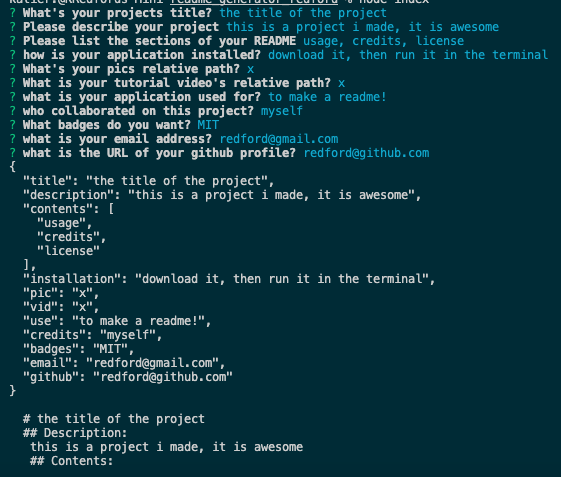 readme_generator_redford % node index
? What's your projects title? the title of the project
? Please describe your project this is a project i made, it is awesome
? Please list the sections of your README usage, credits, license
? how is your application installed? download it, then run it in the terminal
? What's your pics relative path? x
? What is your tutorial video's relative path? x
? what is your application used for? to make a readme!
? who collaborated on this project? myself
? What badges do you want? MIT
? what is your email address? redford@gmail.com
? what is the URL of your github profile? redford@github.com
{
  "title": "the title of the project",
  "description": "this is a project i made, it is awesome",
  "contents": [
    "usage",
    "credits",
    "license"
  ],
  "installation": "download it, then run it in the terminal",
  "pic": "x",
  "vid": "x",
  "use": "to make a readme!",
  "credits": "myself",
  "badges": "MIT",
  "email": "redford@gmail.com",
  "github": "redford@github.com"
}
  # the title of the project
  ## Description:
   this is a project i made, it is awesome
   ## Contents: